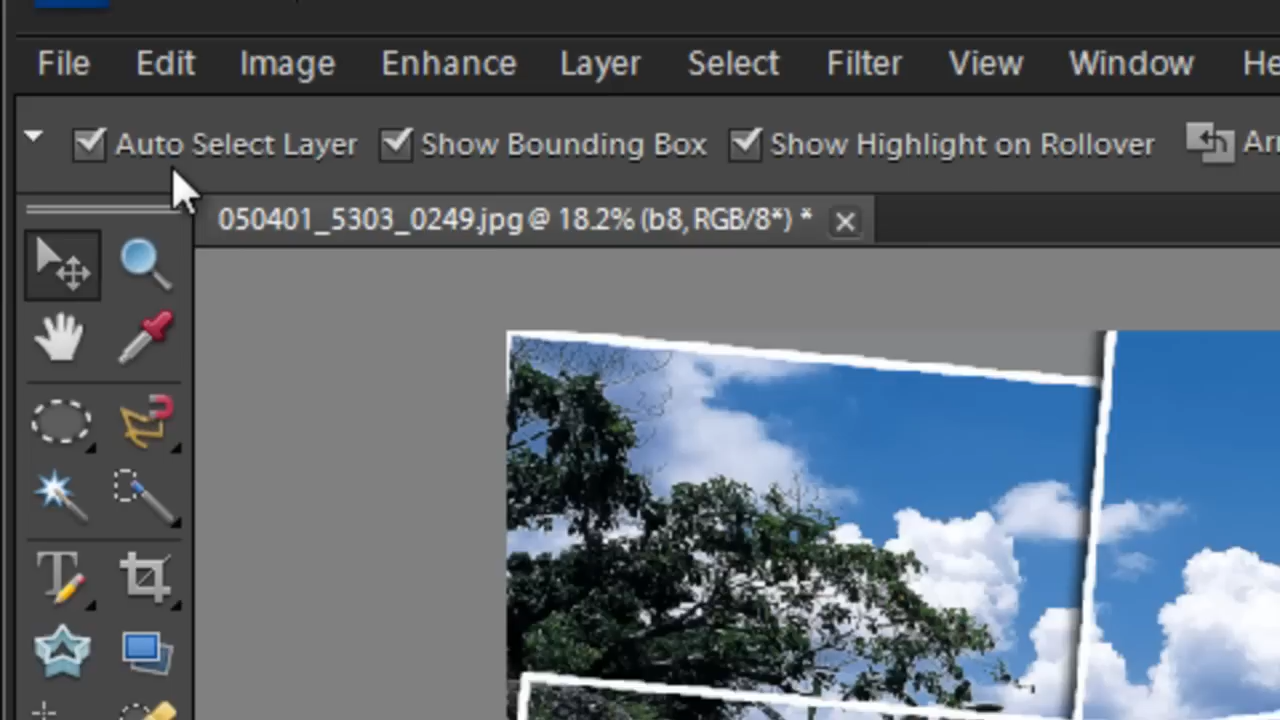 File Edit Image Enhance Layer Select Filter View Window
Auto Select Layer Show Bounding Box Show Highlight on Rollover
050401_5303_0249.jpg @ 18.2% (b8, RGB/8*) *